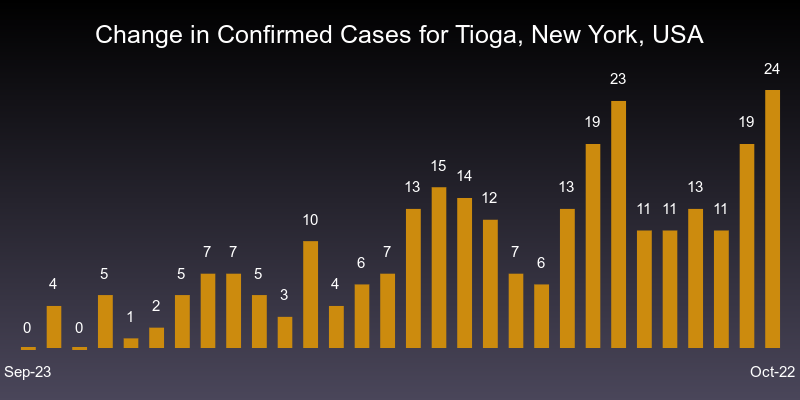 Change in Confirmed Cases for Tioga, New York, USA
0 4 0 5 1 2 5 7 7 5 3 10 4 6 7 13 15 14 12 7 6 13 19 23 11 11 13 11 19 24
Sep-23 Oct-22